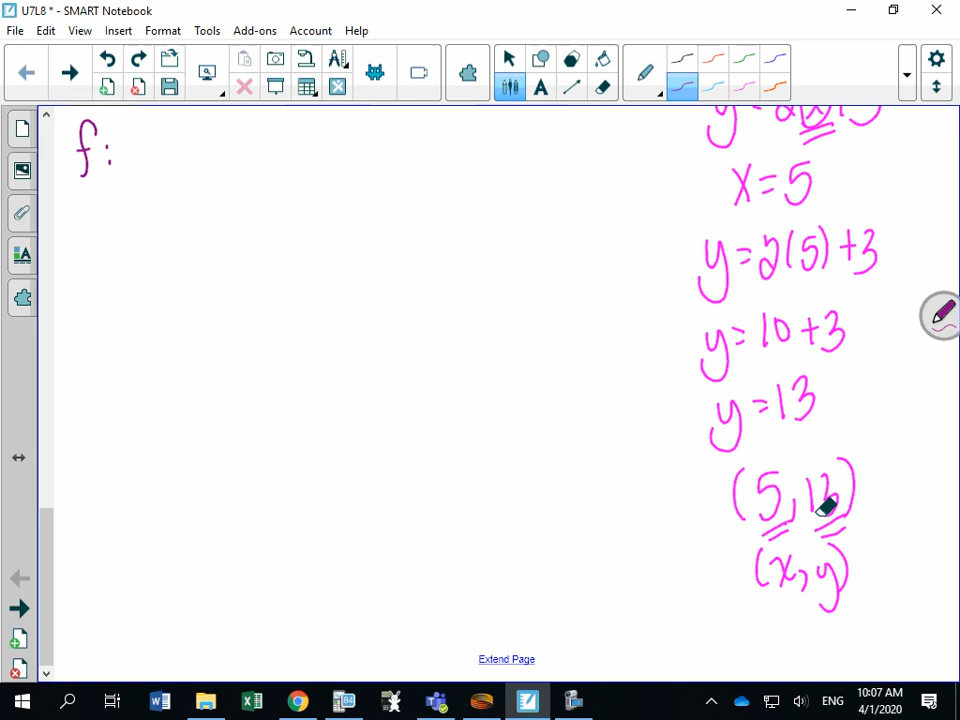 U7L8 * - SMART Notebook
File Edit View Insert Format Tools Add-ons Account Help
f:
x=5
y=2(5)+3
y=10+3
y=13
(5,13)
(x,y)
Extend Page
ENG
10:07 AM
4/1/2020